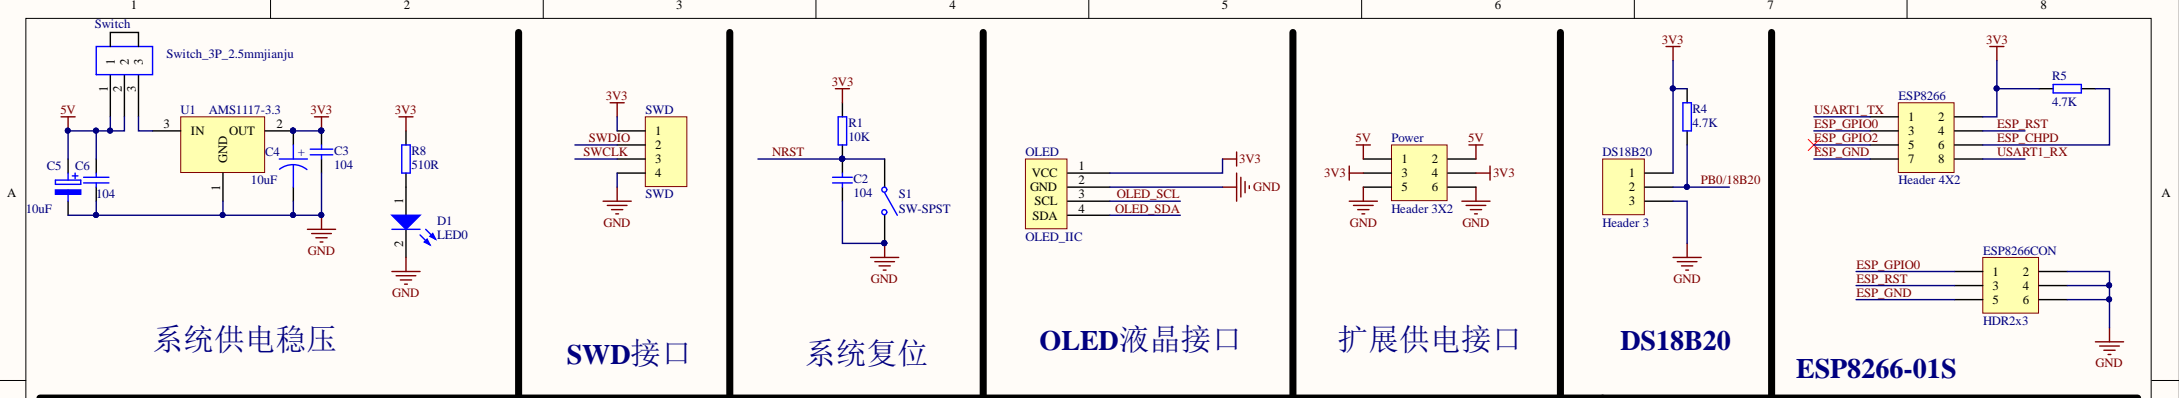 1 2 3 4 5 6 7 8
A
A
Switch
Switch_3P_2.5mmjianju
1 2 3
1 2 3
5V
U1 AMS1117-3.3
3 IN OUT 2
GND
1
3V3
C5 C6
10uF
104
C4
10uF
C3
104
3V3
R8
510R
1
D1
LED0
2
GND
GND
系统供电稳压
3V3
SWD
SWDIO
SWCLK
1
2
3
4
SWD
GND
SWD接口
3V3
R1
10K
NRST
C2
104
S1
SW-SPST
GND
系统复位
OLED
VCC 1
GND 2
SCL 3 OLED_SCL
SDA 4 OLED_SDA
OLED_IIC
3V3
GND
OLED液晶接口
5V Power 5V
1 2
3V3 3 4 3V3
5 6
Header 3X2
GND GND
扩展供电接口
3V3
R4
4.7K
DS18B20
1
2
3
PB0/18B20
Header 3
GND
DS18B20
3V3
R5
4.7K
ESP8266
USART1_TX 1 2
ESP_GPIO0 3 4 ESP_RST
ESP_GPIO2 5 6 ESP_CHPD
ESP_GND 7 8 USART1_RX
Header 4X2
ESP8266CON
ESP_GPIO0 1 2
ESP_RST 3 4
ESP_GND 5 6
HDR2x3
GND
ESP8266-01S